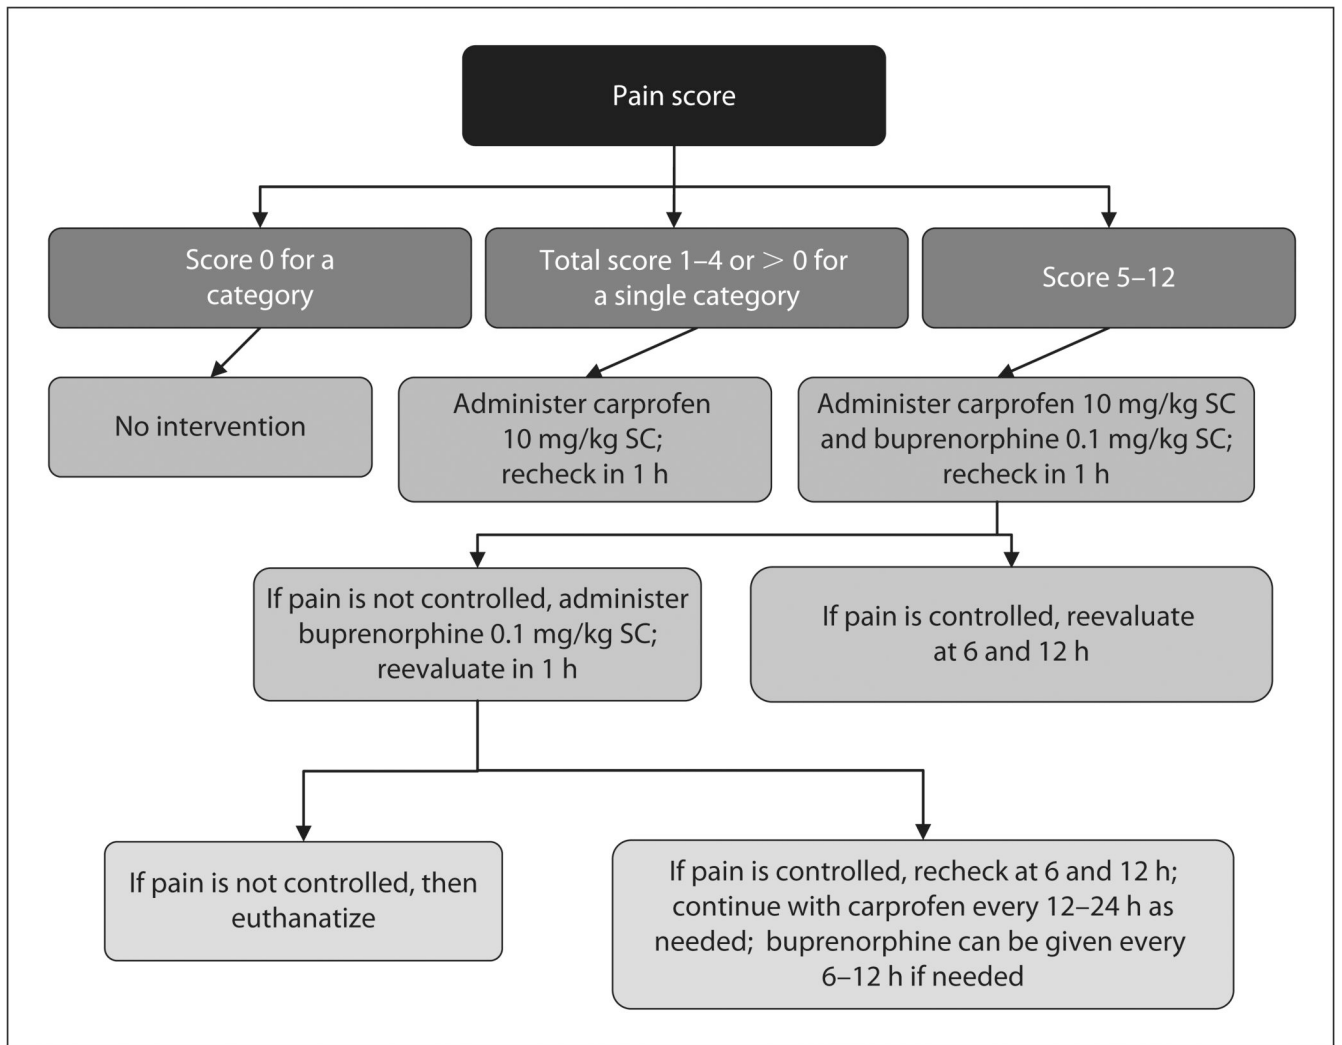 Pain score
Score 0 for a
category
Total score 1–4 or > 0 for
a single category
Score 5–12
No intervention
Administer carprofen
10 mg/kg SC;
recheck in 1 h
Administer carprofen 10 mg/kg SC
and buprenorphine 0.1 mg/kg SC;
recheck in 1 h
If pain is not controlled, administer
buprenorphine 0.1 mg/kg SC;
reevaluate in 1 h
If pain is controlled, reevaluate
at 6 and 12 h
If pain is not controlled, then
euthanatize
If pain is controlled, recheck at 6 and 12 h;
continue with carprofen every 12–24 h as
needed; buprenorphine can be given every
6–12 h if needed